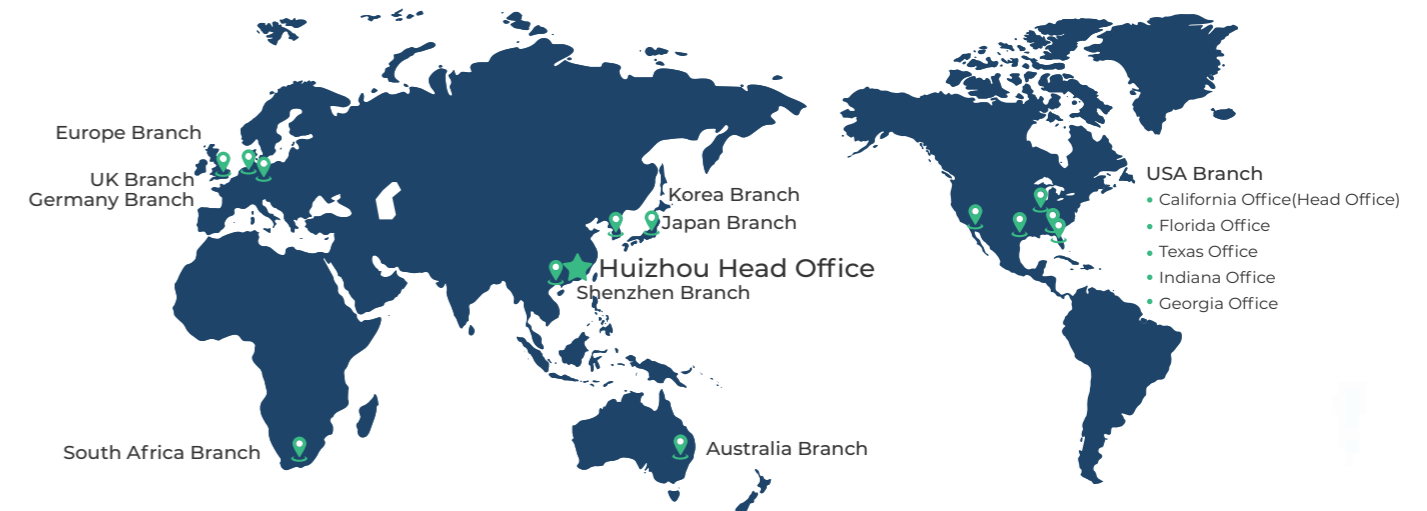 Europe Branch
UK Branch
Germany Branch
South Africa Branch
Korea Branch
Japan Branch
Huizhou Head Office
Shenzhen Branch
Australia Branch
USA Branch
California Office(Head Office)
Florida Office
Texas Office
Indiana Office
Georgia Office